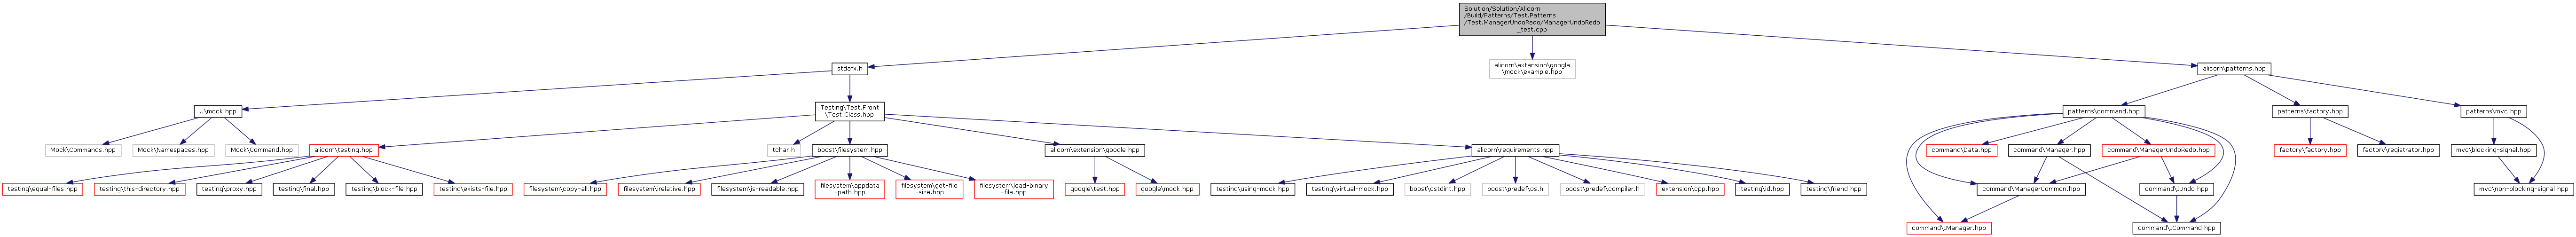 Solution/Solution/Alicorn
/Build/Patterns/Test.Patterns
/Test.ManagerUndoRedo/ManagerUndoRedo
_test.cpp
stdafx.h
alicorn\extension\google
\mock\example.hpp
alicorn\patterns.hpp
..\mock.hpp
Testing\Test.Front
\Test.Class.hpp
patterns\command.hpp
patterns\factory.hpp
patterns\mvc.hpp
Mock\Commands.hpp
Mock\Namespaces.hpp
Mock\Command.hpp
alicorn\testing.hpp
tchar.h
boost\filesystem.hpp
alicorn\extension\google.hpp
alicorn\requirements.hpp
command\Data.hpp
command\Manager.hpp
command\ManagerUndoRedo.hpp
factory\factory.hpp
factory\registrator.hpp
mvc\blocking-signal.hpp
testing\equal-files.hpp
testing\this-directory.hpp
testing\proxy.hpp
testing\final.hpp
testing\block-file.hpp
testing\exists-file.hpp
filesystem\copy-all.hpp
filesystem\relative.hpp
filesystem\is-readable.hpp
filesystem\appdata
-path.hpp
filesystem\get-file
-size.hpp
filesystem\load-binary
-file.hpp
google\test.hpp
google\mock.hpp
testing\using-mock.hpp
testing\virtual-mock.hpp
boost\cstdint.hpp
boost\predef\os.h
boost\predef\compiler.h
extension\cpp.hpp
testing\d.hpp
testing\friend.hpp
command\ManagerCommon.hpp
command\IUndo.hpp
mvc\non-blocking-signal.hpp
command\IManager.hpp
command\ICommand.hpp